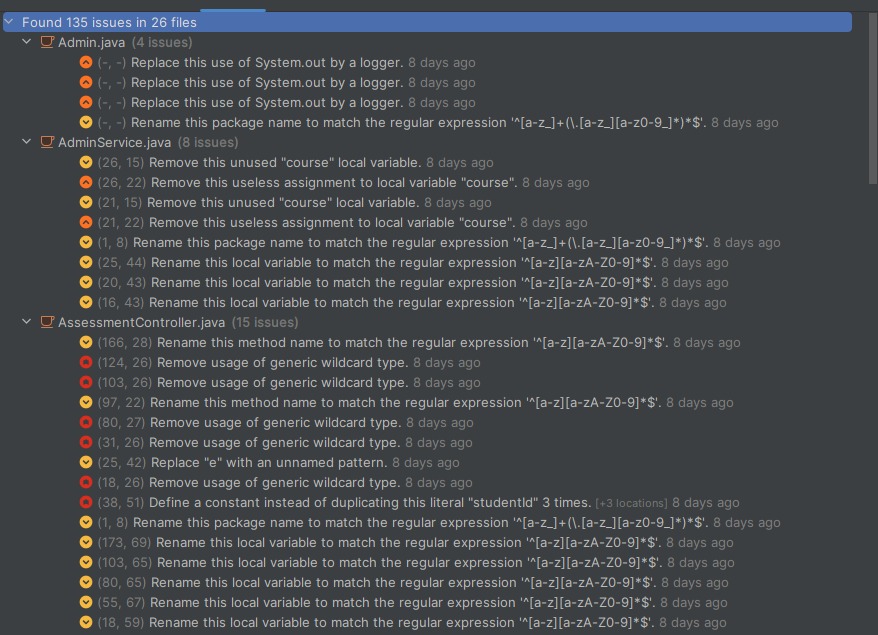 Found 135 issues in 26 files
Admin.java (4 issues)
(-, -) Replace this use of System.out by a logger. 8 days ago
(-, -) Replace this use of System.out by a logger. 8 days ago
(-, -) Replace this use of System.out by a logger. 8 days ago
(-, -) Rename this package name to match the regular expression '^[a-z_]+(\.[a-z_][a-z0-9_]*)*$'. 8 days ago
AdminService.java (8 issues)
(26, 15) Remove this unused "course" local variable. 8 days ago
(26, 22) Remove this useless assignment to local variable "course". 8 days ago
(21, 15) Remove this unused "course" local variable. 8 days ago
(21, 22) Remove this useless assignment to local variable "course". 8 days ago
(1, 8) Rename this package name to match the regular expression '^[a-z_]+(\.[a-z_][a-z0-9_]*)*$'. 8 days ago
(25, 44) Rename this local variable to match the regular expression '^[a-z][a-zA-Z0-9]*$'. 8 days ago
(20, 43) Rename this local variable to match the regular expression '^[a-z][a-zA-Z0-9]*$'. 8 days ago
(16, 43) Rename this local variable to match the regular expression '^[a-z][a-zA-Z0-9]*$'. 8 days ago
AssessmentController.java (15 issues)
(166, 28) Rename this method name to match the regular expression '^[a-z][a-zA-Z0-9]*$'. 8 days ago
(124, 26) Remove usage of generic wildcard type. 8 days ago
(103, 26) Remove usage of generic wildcard type. 8 days ago
(97, 22) Rename this method name to match the regular expression '^[a-z][a-zA-Z0-9]*$'. 8 days ago
(80, 27) Remove usage of generic wildcard type. 8 days ago
(31, 26) Remove usage of generic wildcard type. 8 days ago
(25, 42) Replace "e" with an unnamed pattern. 8 days ago
(18, 26) Remove usage of generic wildcard type. 8 days ago
(38, 51) Define a constant instead of duplicating this literal "studentId" 3 times. [+3 locations] 8 days ago
(1, 8) Rename this package name to match the regular expression '^[a-z_]+(\.[a-z_][a-z0-9_]*)*$'. 8 days ago
(173, 69) Rename this local variable to match the regular expression '^[a-z][a-zA-Z0-9]*$'. 8 days ago
(103, 65) Rename this local variable to match the regular expression '^[a-z][a-zA-Z0-9]*$'. 8 days ago
(80, 65) Rename this local variable to match the regular expression '^[a-z][a-zA-Z0-9]*$'. 8 days ago
(55, 67) Rename this local variable to match the regular expression '^[a-z][a-zA-Z0-9]*$'. 8 days ago
(18, 59) Rename this local variable to match the regular expression '^[a-z][a-zA-Z0-9]*$'. 8 days ago